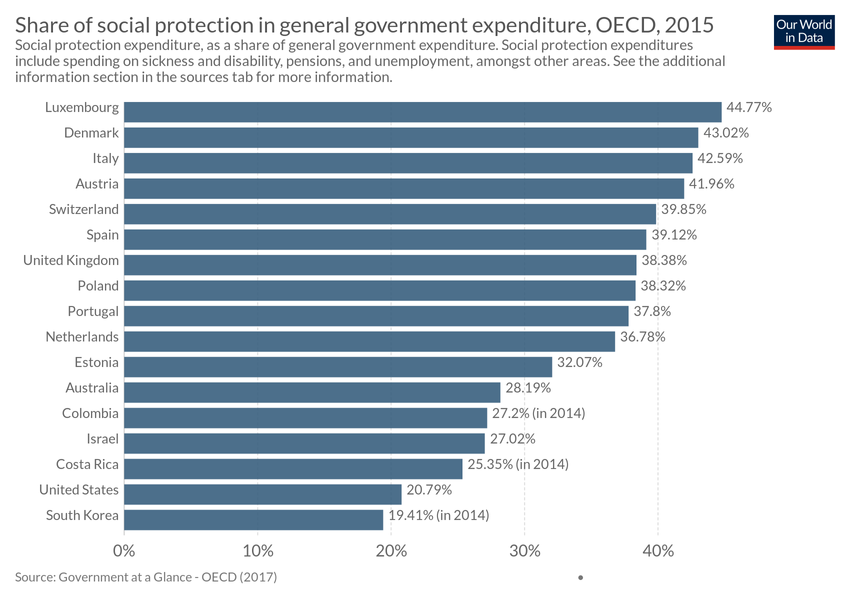 Share of social protection in general government expenditure, OECD, 2015
Our World
in Data
Social protection expenditure, as a share of general government expenditure. Social protection expenditures
include spending on sickness and disability, pensions, and unemployment, amongst other areas. See the additional
information section in the sources tab for more information.
Luxembourg 44.77%
Denmark 43.02%
Italy 42.59%
Austria 41.96%
Switzerland 39.85%
Spain 39.12%
United Kingdom 38.38%
Poland 38.32%
Portugal 37.8%
Netherlands 36.78%
Estonia 32.07%
Australia 28.19%
Colombia 27.2% (in 2014)
Israel 27.02%
Costa Rica 25.35% (in 2014)
United States 20.79%
South Korea 19.41% (in 2014)
0% 10% 20% 30% 40%
Source: Government at a Glance - OECD (2017) •